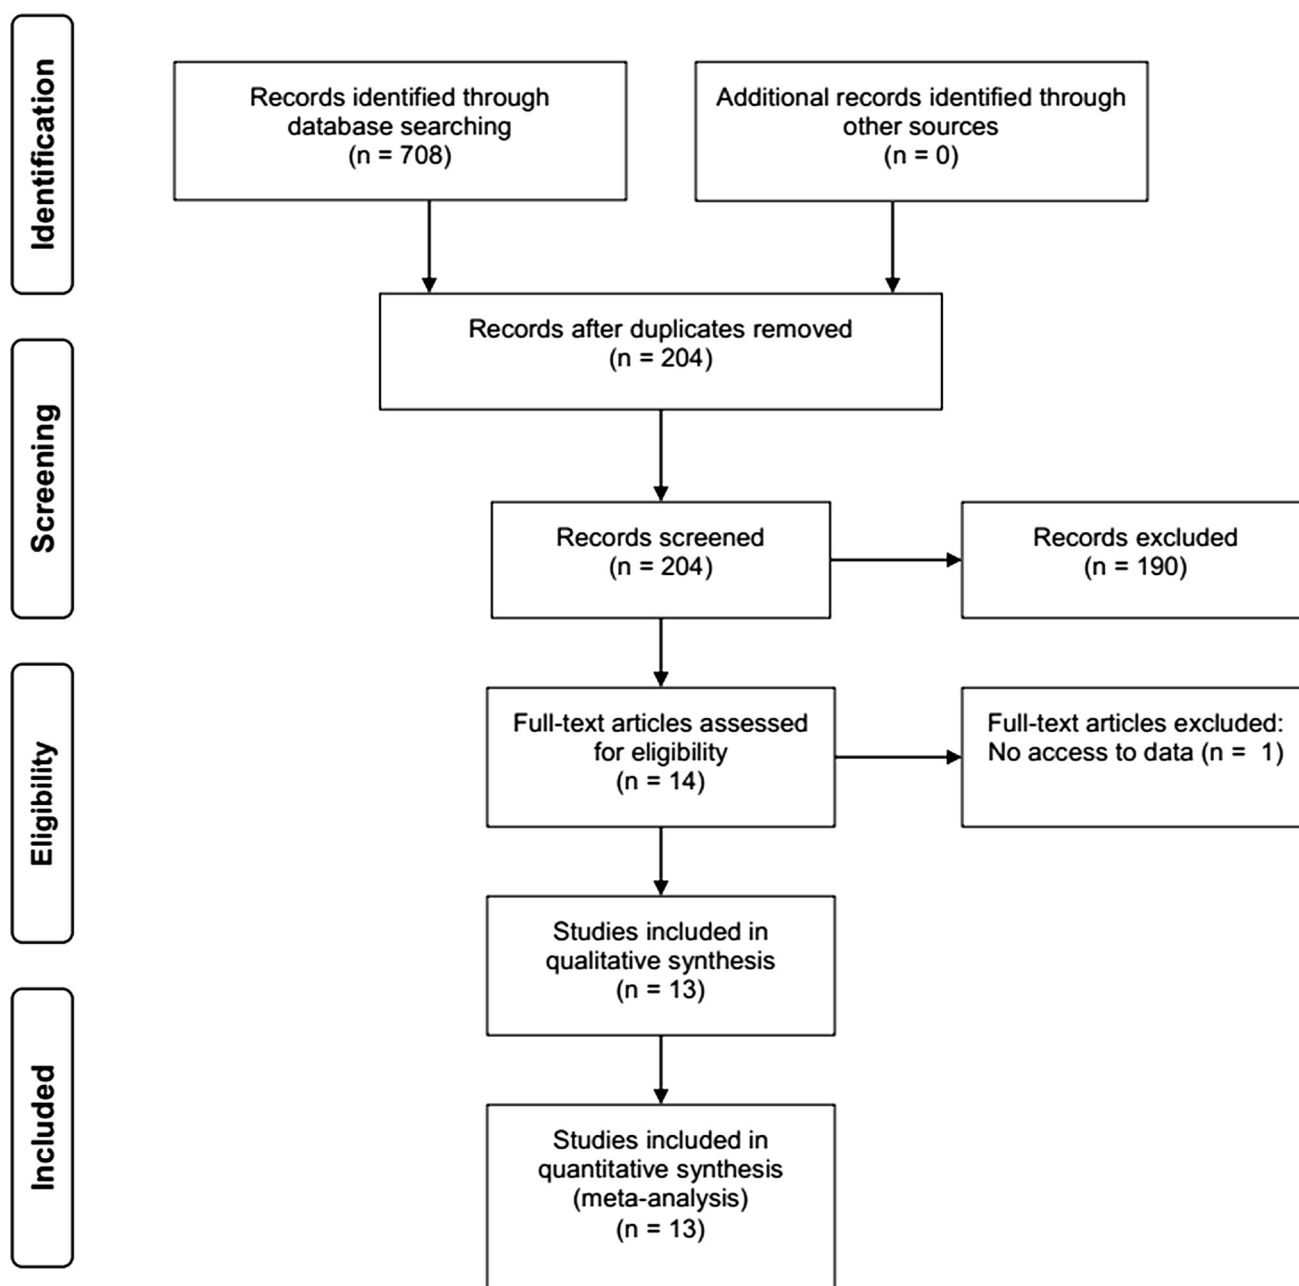 Identification
Records identified through
database searching
(n = 708)
Additional records identified through
other sources
(n = 0)
Records after duplicates removed
(n = 204)
Screening
Records screened
(n = 204)
Records excluded
(n = 190)
Eligibility
Full-text articles assessed
for eligibility
(n = 14)
Full-text articles excluded:
No access to data (n =  1)
Studies included in
qualitative synthesis
(n = 13)
Included
Studies included in
quantitative synthesis
(meta-analysis)
(n = 13)